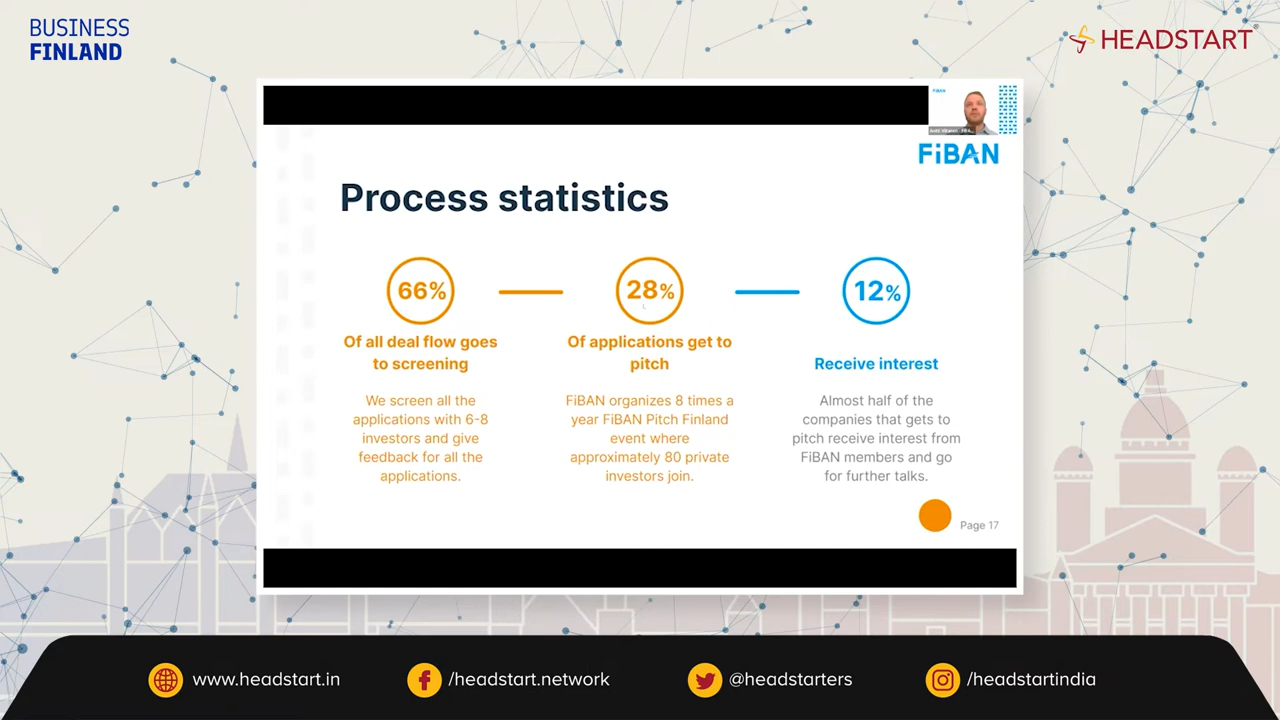 BUSINESS
FINLAND
HEADSTART
FiBAN
Process statistics
66%
28%
12%
Of all deal flow goes
to screening
Of applications get to
pitch
Receive interest
We screen all the
applications with 6-8
investors and give
feedback for all the
applications.
FiBAN organizes 8 times a
year FiBAN Pitch Finland
event where
approximately 80 private
investors join.
Almost half of the
companies that gets to
pitch receive interest from
FiBAN members and go
for further talks.
Page 17
www.headstart.in
/headstart.network
@headstarters
/headstartindia